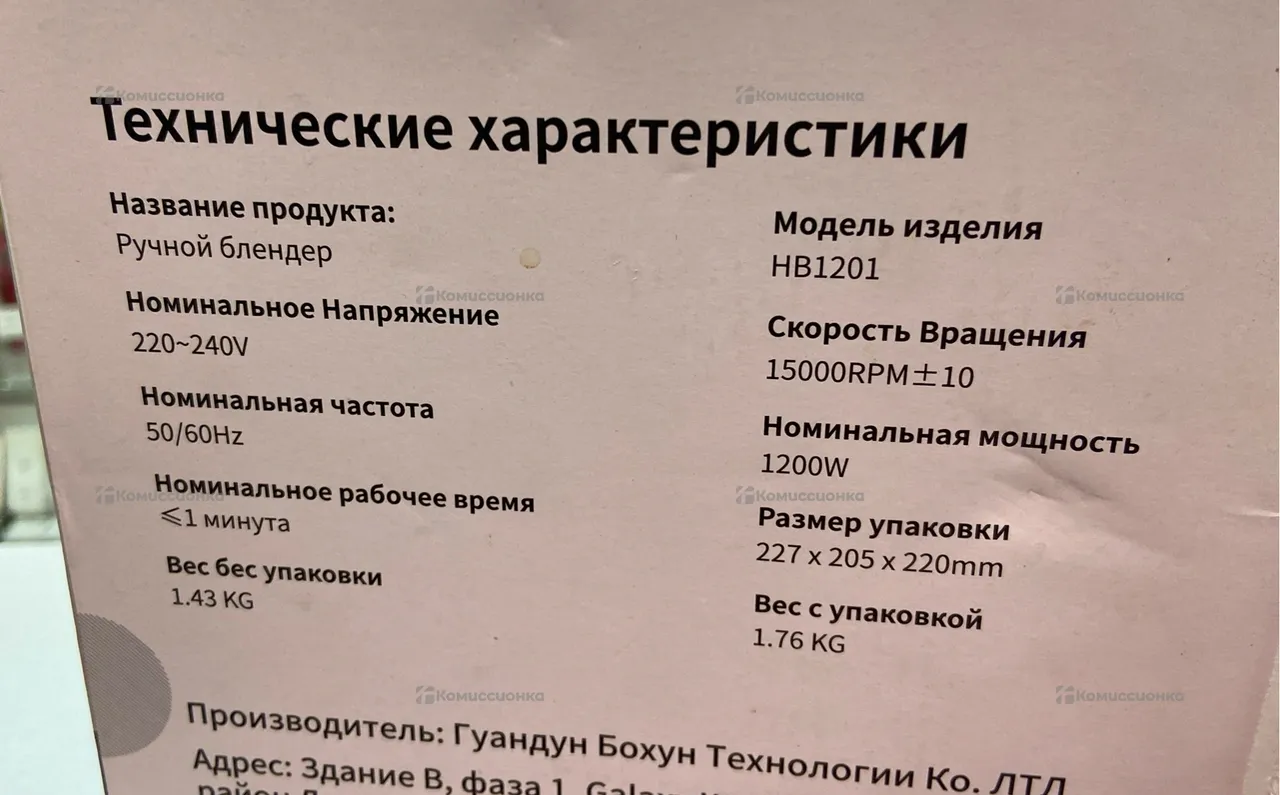 Технические характеристики
Название продукта:
Ручной блендер
Номинальное Напряжение
220~240V
Номинальная частота
50/60Hz
Номинальное рабочее время
≤1 минута
Вес бес упаковки
1.43 KG
Модель изделия
HB1201
Скорость Вращения
15000RPM±10
Номинальная мощность
1200W
Размер упаковки
227 x 205 x 220mm
Вес с упаковкой
1.76 KG
Производитель: Гуандун Бохун Технологии Ко. ЛТД
Адрес: Здание B, фаза 1,
район
Комиссионка
Комиссионка
Комиссионка
Комиссионка
Комиссионка
Комиссионка
Комиссионка
Комиссионка